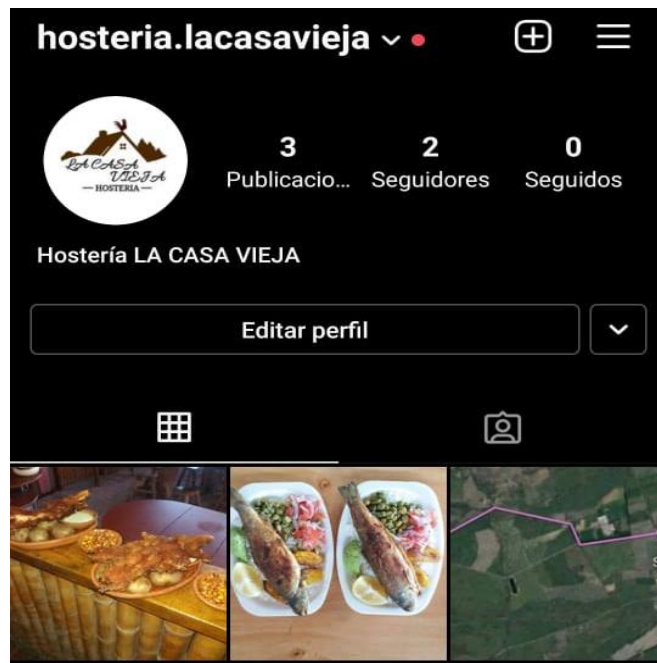 hosteria.lacasavieja
LA CASA
VIEJA
HOSTERIA
3
2
0
Publicacio...
Seguidores
Seguidos
Hostería LA CASA VIEJA
Editar perfil